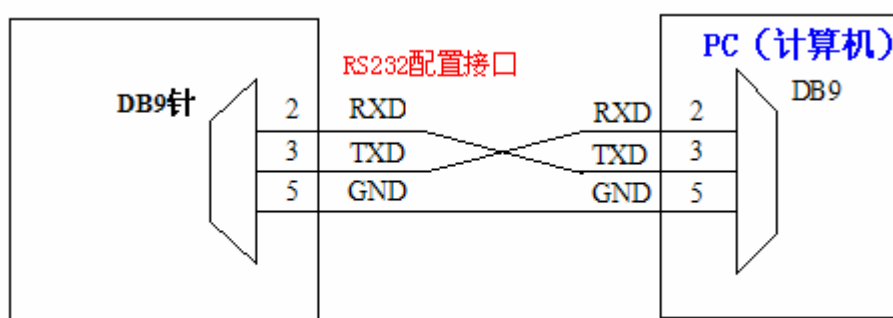 PC（计算机）
RS232配置接口
DB9针
DB9
2 RXD RXD 2
3 TXD TXD 3
5 GND GND 5